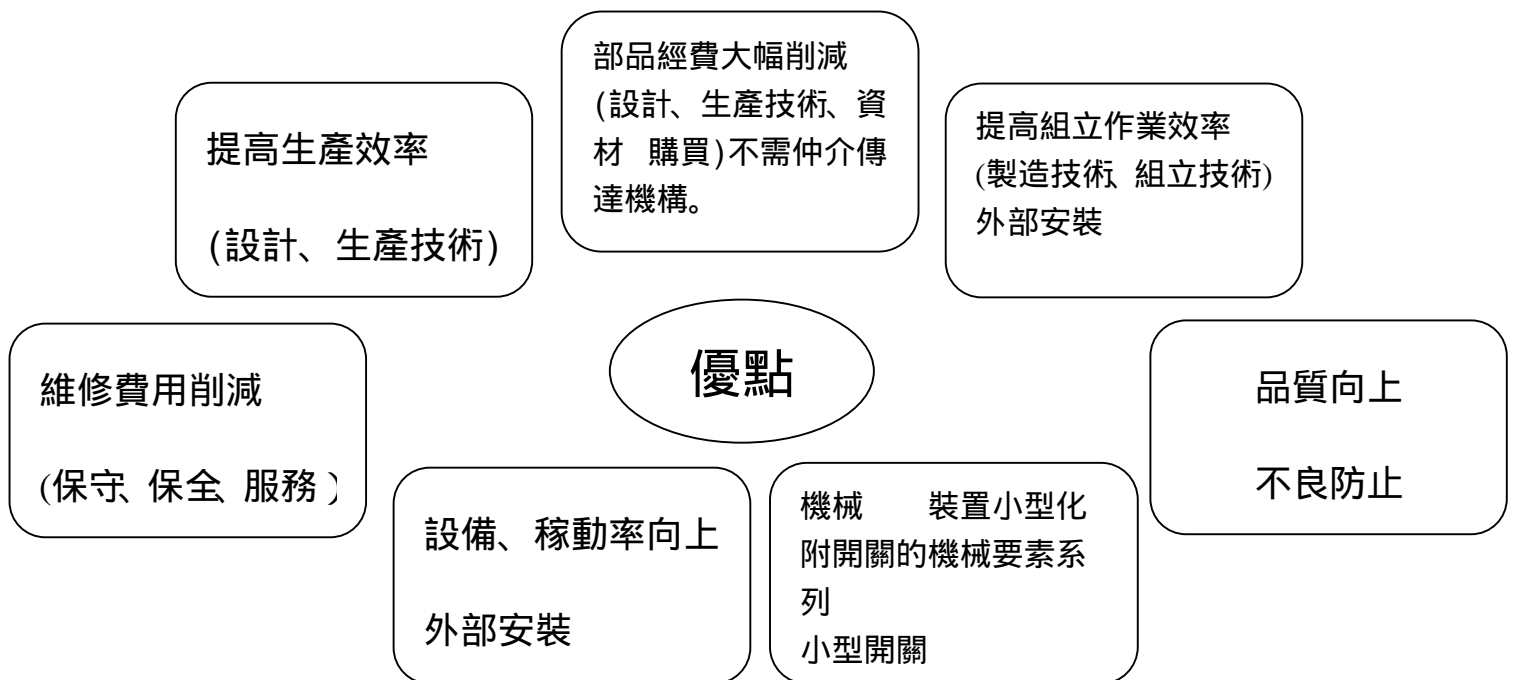 部品經費大幅削減
(設計、生產技術、資
材　購買)不需仲介傳
達機構。
提高生產效率
(設計、生產技術)
提高組立作業效率
(製造技術、組立技術)
外部安裝
優點
維修費用削減
(保守、保全、服務)
品質向上
不良防止
設備、稼動率向上
外部安裝
機械　　裝置小型化
附開關的機械要素系
列
小型開關